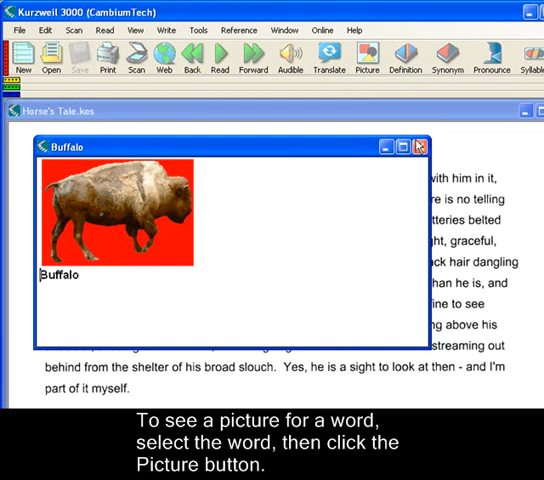 Kurzweil 3000 (CambiumTech)
File Edit Scan Read View Write Tools Reference Window Online Help
New Open Save Print Scan Web Back Read Forward Audible Translate Picture Definition Synonym Pronounce Syllable
Horse's Tale.kes
Buffalo
with him in it,
re is no telling
tteries belted
ght, graceful,
ck hair dangling
Buffalo
han he is, and
fine to see
ng above his
streaming out
behind from the shelter of his broad slouch. Yes, he is a sight to look at then - and I'm
part of it myself.
To see a picture for a word,
select the word, then click the
Picture button.